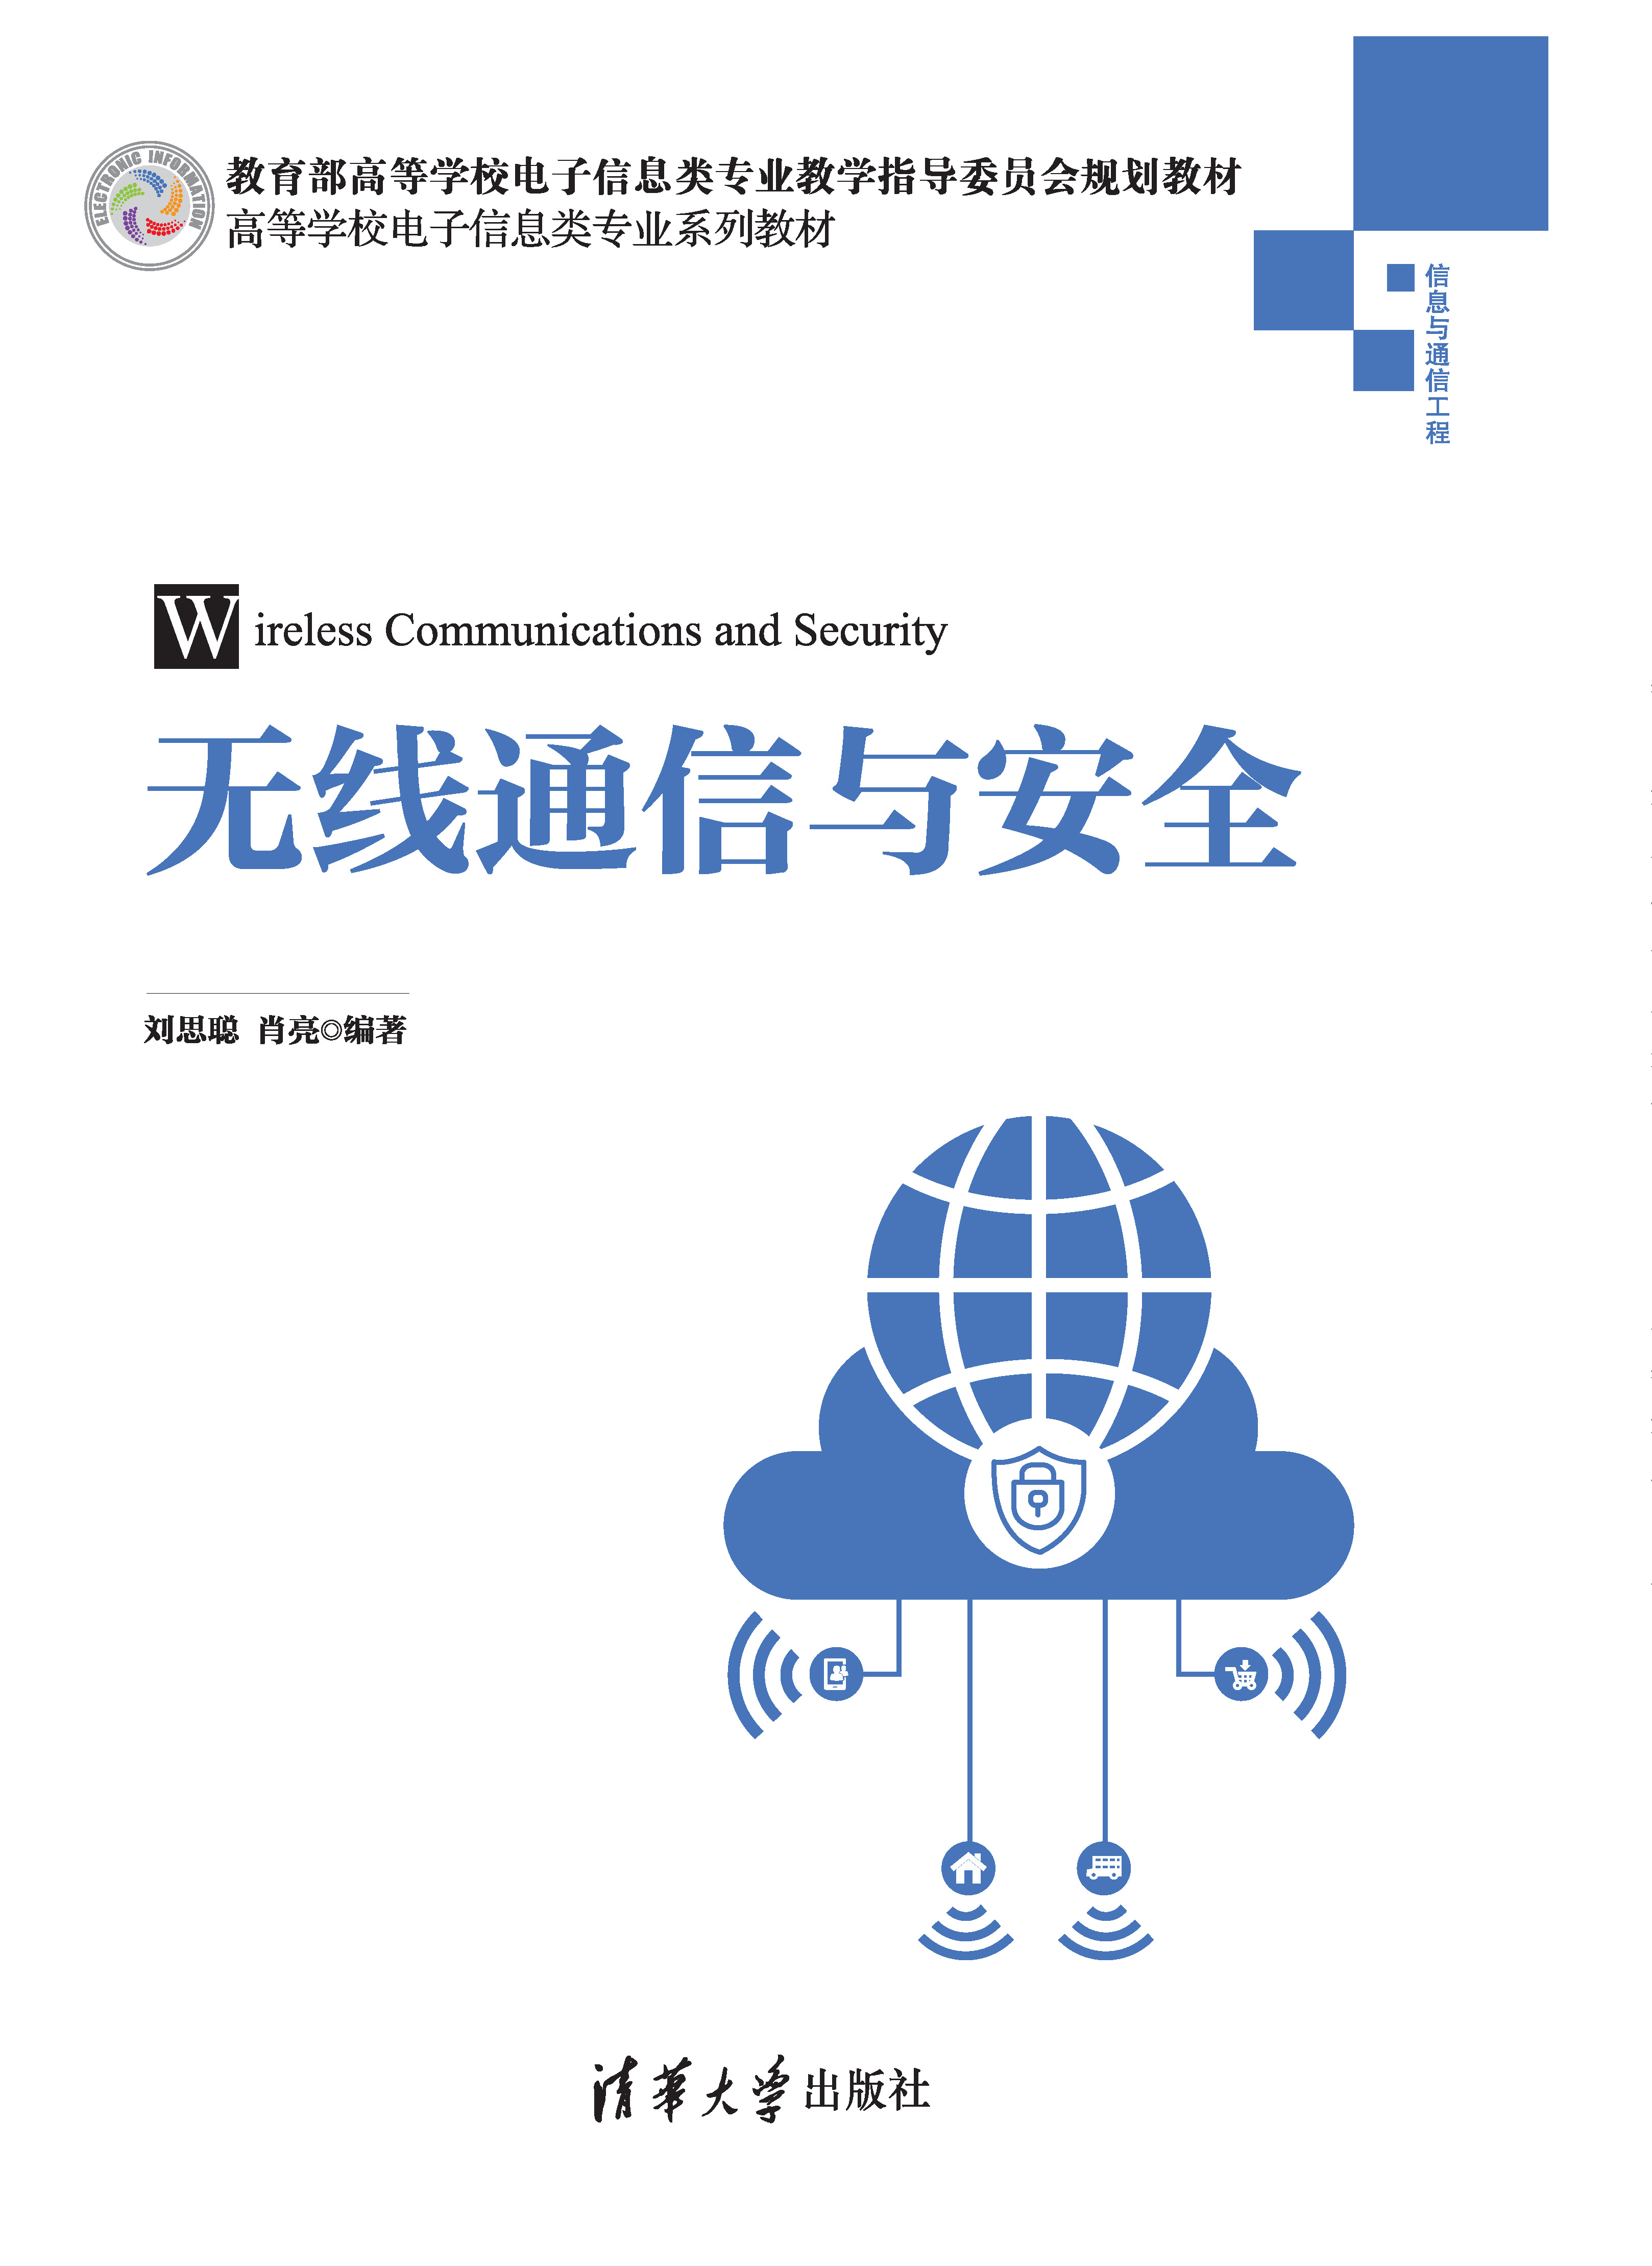 ELECTRONIC INFORMATION
教育部高等学校电子信息类专业教学指导委员会规划教材
高等学校电子信息类专业系列教材
信息与通信工程
Wireless Communications and Security
无线通信与安全
刘思聪 肖亮◎编著
清华大学出版社